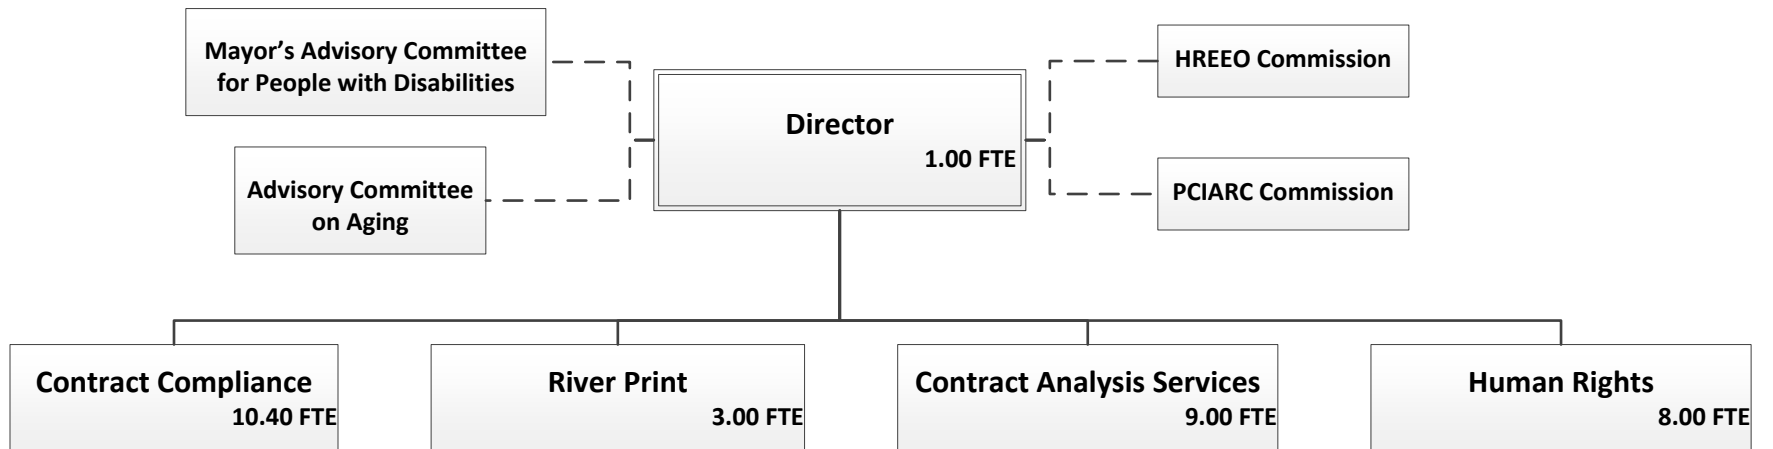 Mayor’s Advisory Committee
for People with Disabilities
HREEO Commission
Director
1.00 FTE
Advisory Committee
on Aging
PCIARC Commission
Contract Compliance
10.40 FTE
River Print
3.00 FTE
Contract Analysis Services
9.00 FTE
Human Rights
8.00 FTE